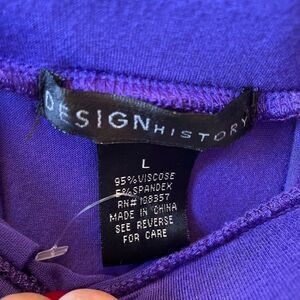 DESIGNHISTORY
L
95% VISCOSE
5% SPANDEX
RN# 108357
MADE IN CHINA
SEE REVERSE
FOR CARE